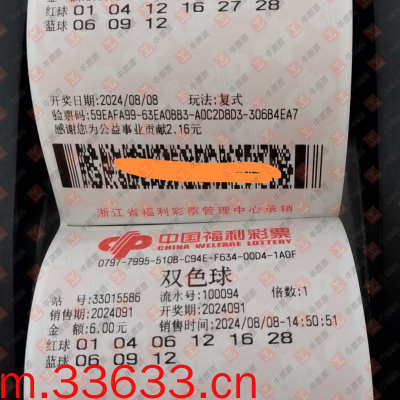 红球 01 04 12 16 27 28
蓝球 06 09 12
开奖日期:2024/08/08 玩法:复式
验票码:59EAFA99-63EA0BB3-A0C2D8D3-306B4EA7
感谢您为公益事业贡献2.16元
浙江省福利彩票管理中心承销
中国福利彩票
CHINA WELFARE LOTTERY
0797-7995-510B-C94E-F634-00D4-1A0F
双色球
站 号:33015586 流水号:100094 倍数:1
销售期:2024091 开奖期:2024091
金 额:6.00元 销售时间:2024/08/08-14:50:51
红球 01 04 06 12 16 28
蓝球 06 09 12
m.33633.cn